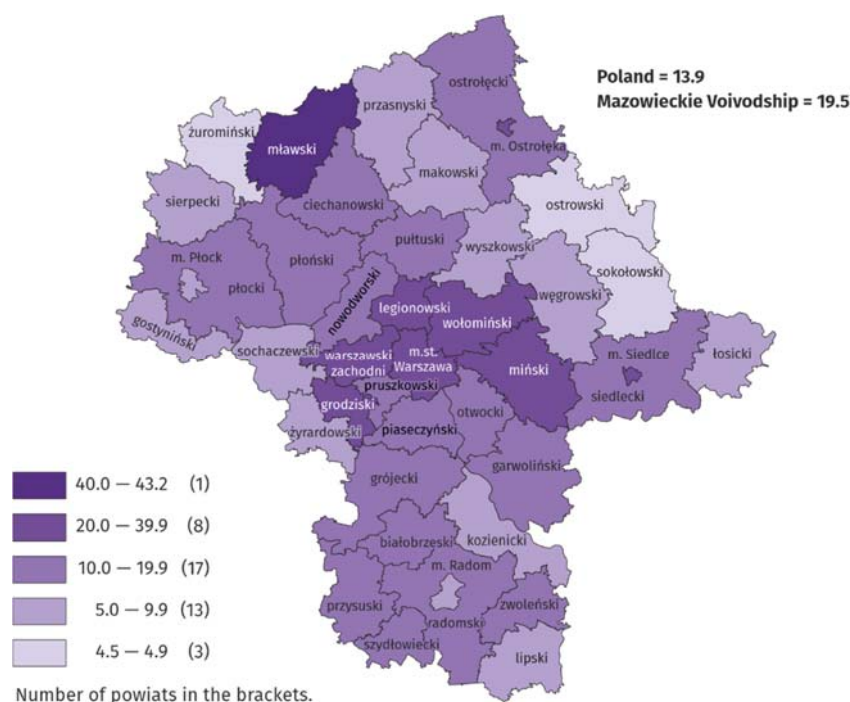 Poland = 13.9
Mazowieckie Voivodship = 19.5
ostrołęcki
przasnyski
żuromiński
m. Ostrołęka
mławski
makowski
sierpecki
ciechanowski
ostrowski
pułtuski
wyszkowski
m. Płock
płoński
sokołowski
płocki
nowodworski
węgrowski
legionowski
wołomiński
gostyniński
sochaczewski
warszawski
zachodni
m.st.
Warszawa
m. Siedlce
łosicki
miński
pruszkowski
siedlecki
grodziski
otwocki
żyrardowski
piaseczyński
garwoliński
grójecki
białobrzeski
kozienicki
m. Radom
przysuski
zwoleński
radomski
szydłowiecki
lipski
40.0 — 43.2 (1)
20.0 — 39.9 (8)
10.0 — 19.9 (17)
5.0 — 9.9 (13)
4.5 — 4.9 (3)
Number of powiats in the brackets.